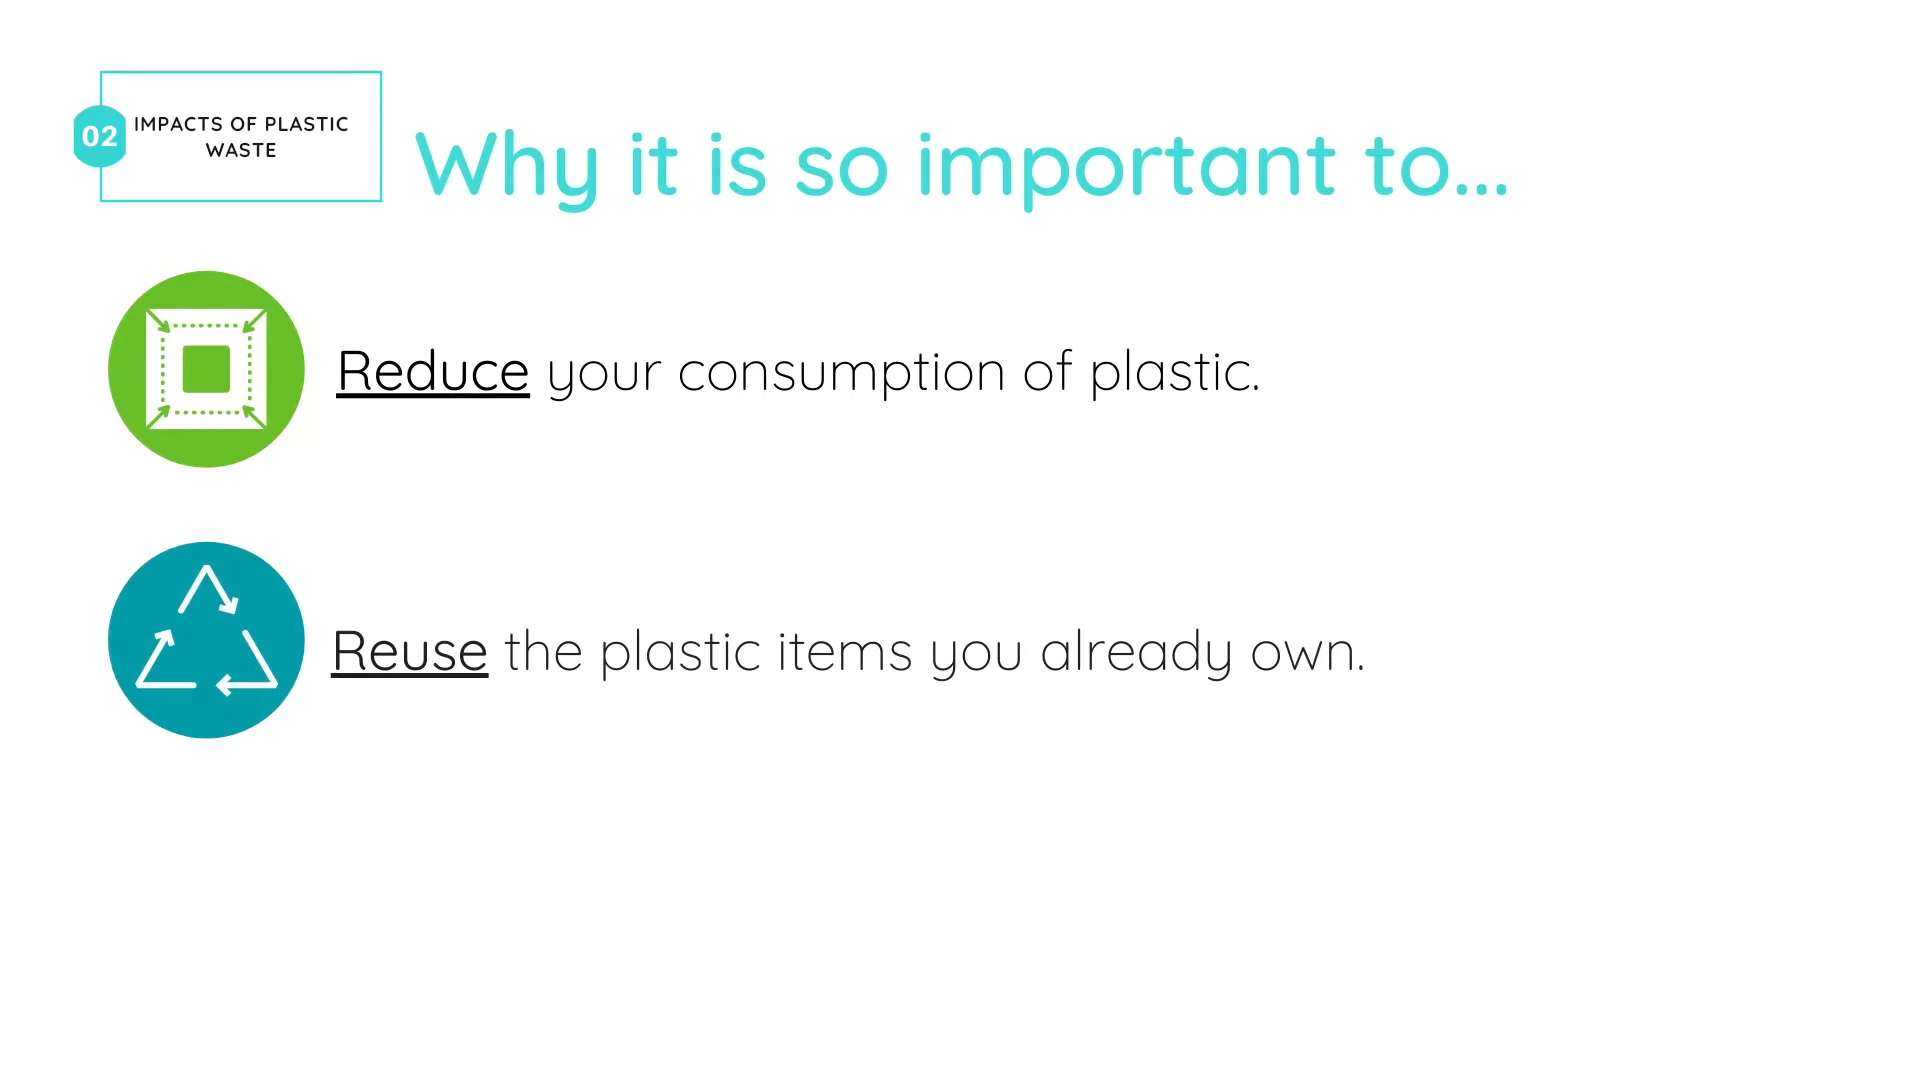 02
IMPACTS OF PLASTIC
WASTE
Why it is so important to...
Reduce your consumption of plastic.
Reuse the plastic items you already own.